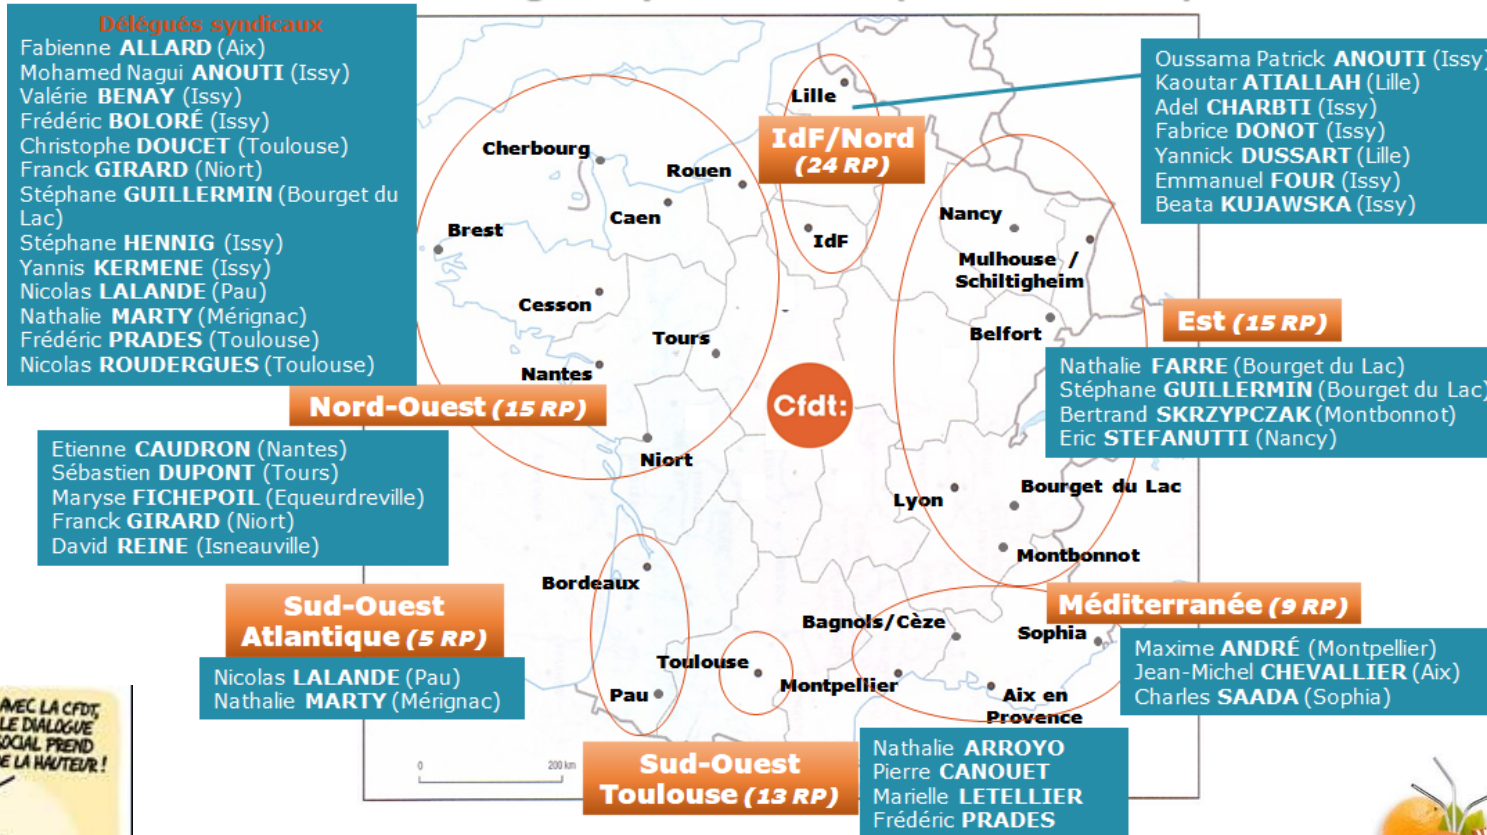 Délégués syndicaux
Fabienne ALLARD (Aix)
Mohamed Nagui ANOUTI (Issy)
Valérie BENAY (Issy)
Frédéric BOLORÉ (Issy)
Christophe DOUCET (Toulouse)
Franck GIRARD (Niort)
Stéphane GUILLERMIN (Bourget du
Lac)
Stéphane HENNIG (Issy)
Yannis KERMENE (Issy)
Nicolas LALANDE (Pau)
Nathalie MARTY (Mérignac)
Frédéric PRADES (Toulouse)
Nicolas ROUDERGUES (Toulouse)
Oussama Patrick ANOUTI (Issy)
Kaoutar ATIALLAH (Lille)
Adel CHARBTI (Issy)
Fabrice DONOT (Issy)
Yannick DUSSART (Lille)
Emmanuel FOUR (Issy)
Beata KUJAWSKA (Issy)
Lille
IdF/Nord
(24 RP)
Cherbourg
Rouen
Caen
Brest
IdF
Nancy
Mulhouse /
Schiltigheim
Cesson
Tours
Belfort
Nantes
Est (15 RP)
Nathalie FARRE (Bourget du Lac)
Stéphane GUILLERMIN (Bourget du Lac)
Bertrand SKRZYPCZAK (Montbonnot)
Eric STEFANUTTI (Nancy)
Cfdt:
Nord-Ouest (15 RP)
Etienne CAUDRON (Nantes)
Sébastien DUPONT (Tours)
Maryse FICHEPOIL (Equeurdreville)
Franck GIRARD (Niort)
David REINE (Isneauville)
Niort
Lyon
Bourget du Lac
Montbonnot
Bordeaux
Sud-Ouest
Atlantique (5 RP)
Nicolas LALANDE (Pau)
Nathalie MARTY (Mérignac)
Toulouse
Pau
Bagnols/Cèze
Sophia
Montpellier
Aix en
Provence
Méditerranée (9 RP)
Maxime ANDRÉ (Montpellier)
Jean-Michel CHEVALLIER (Aix)
Charles SAADA (Sophia)
Sud-Ouest
Toulouse (13 RP)
Nathalie ARROYO
Pierre CANOUET
Marielle LETELLIER
Frédéric PRADES
0
200 km
AVEC LA CFDT,
LE DIALOGUE
SOCIAL PREND
DE LA HAUTEUR !